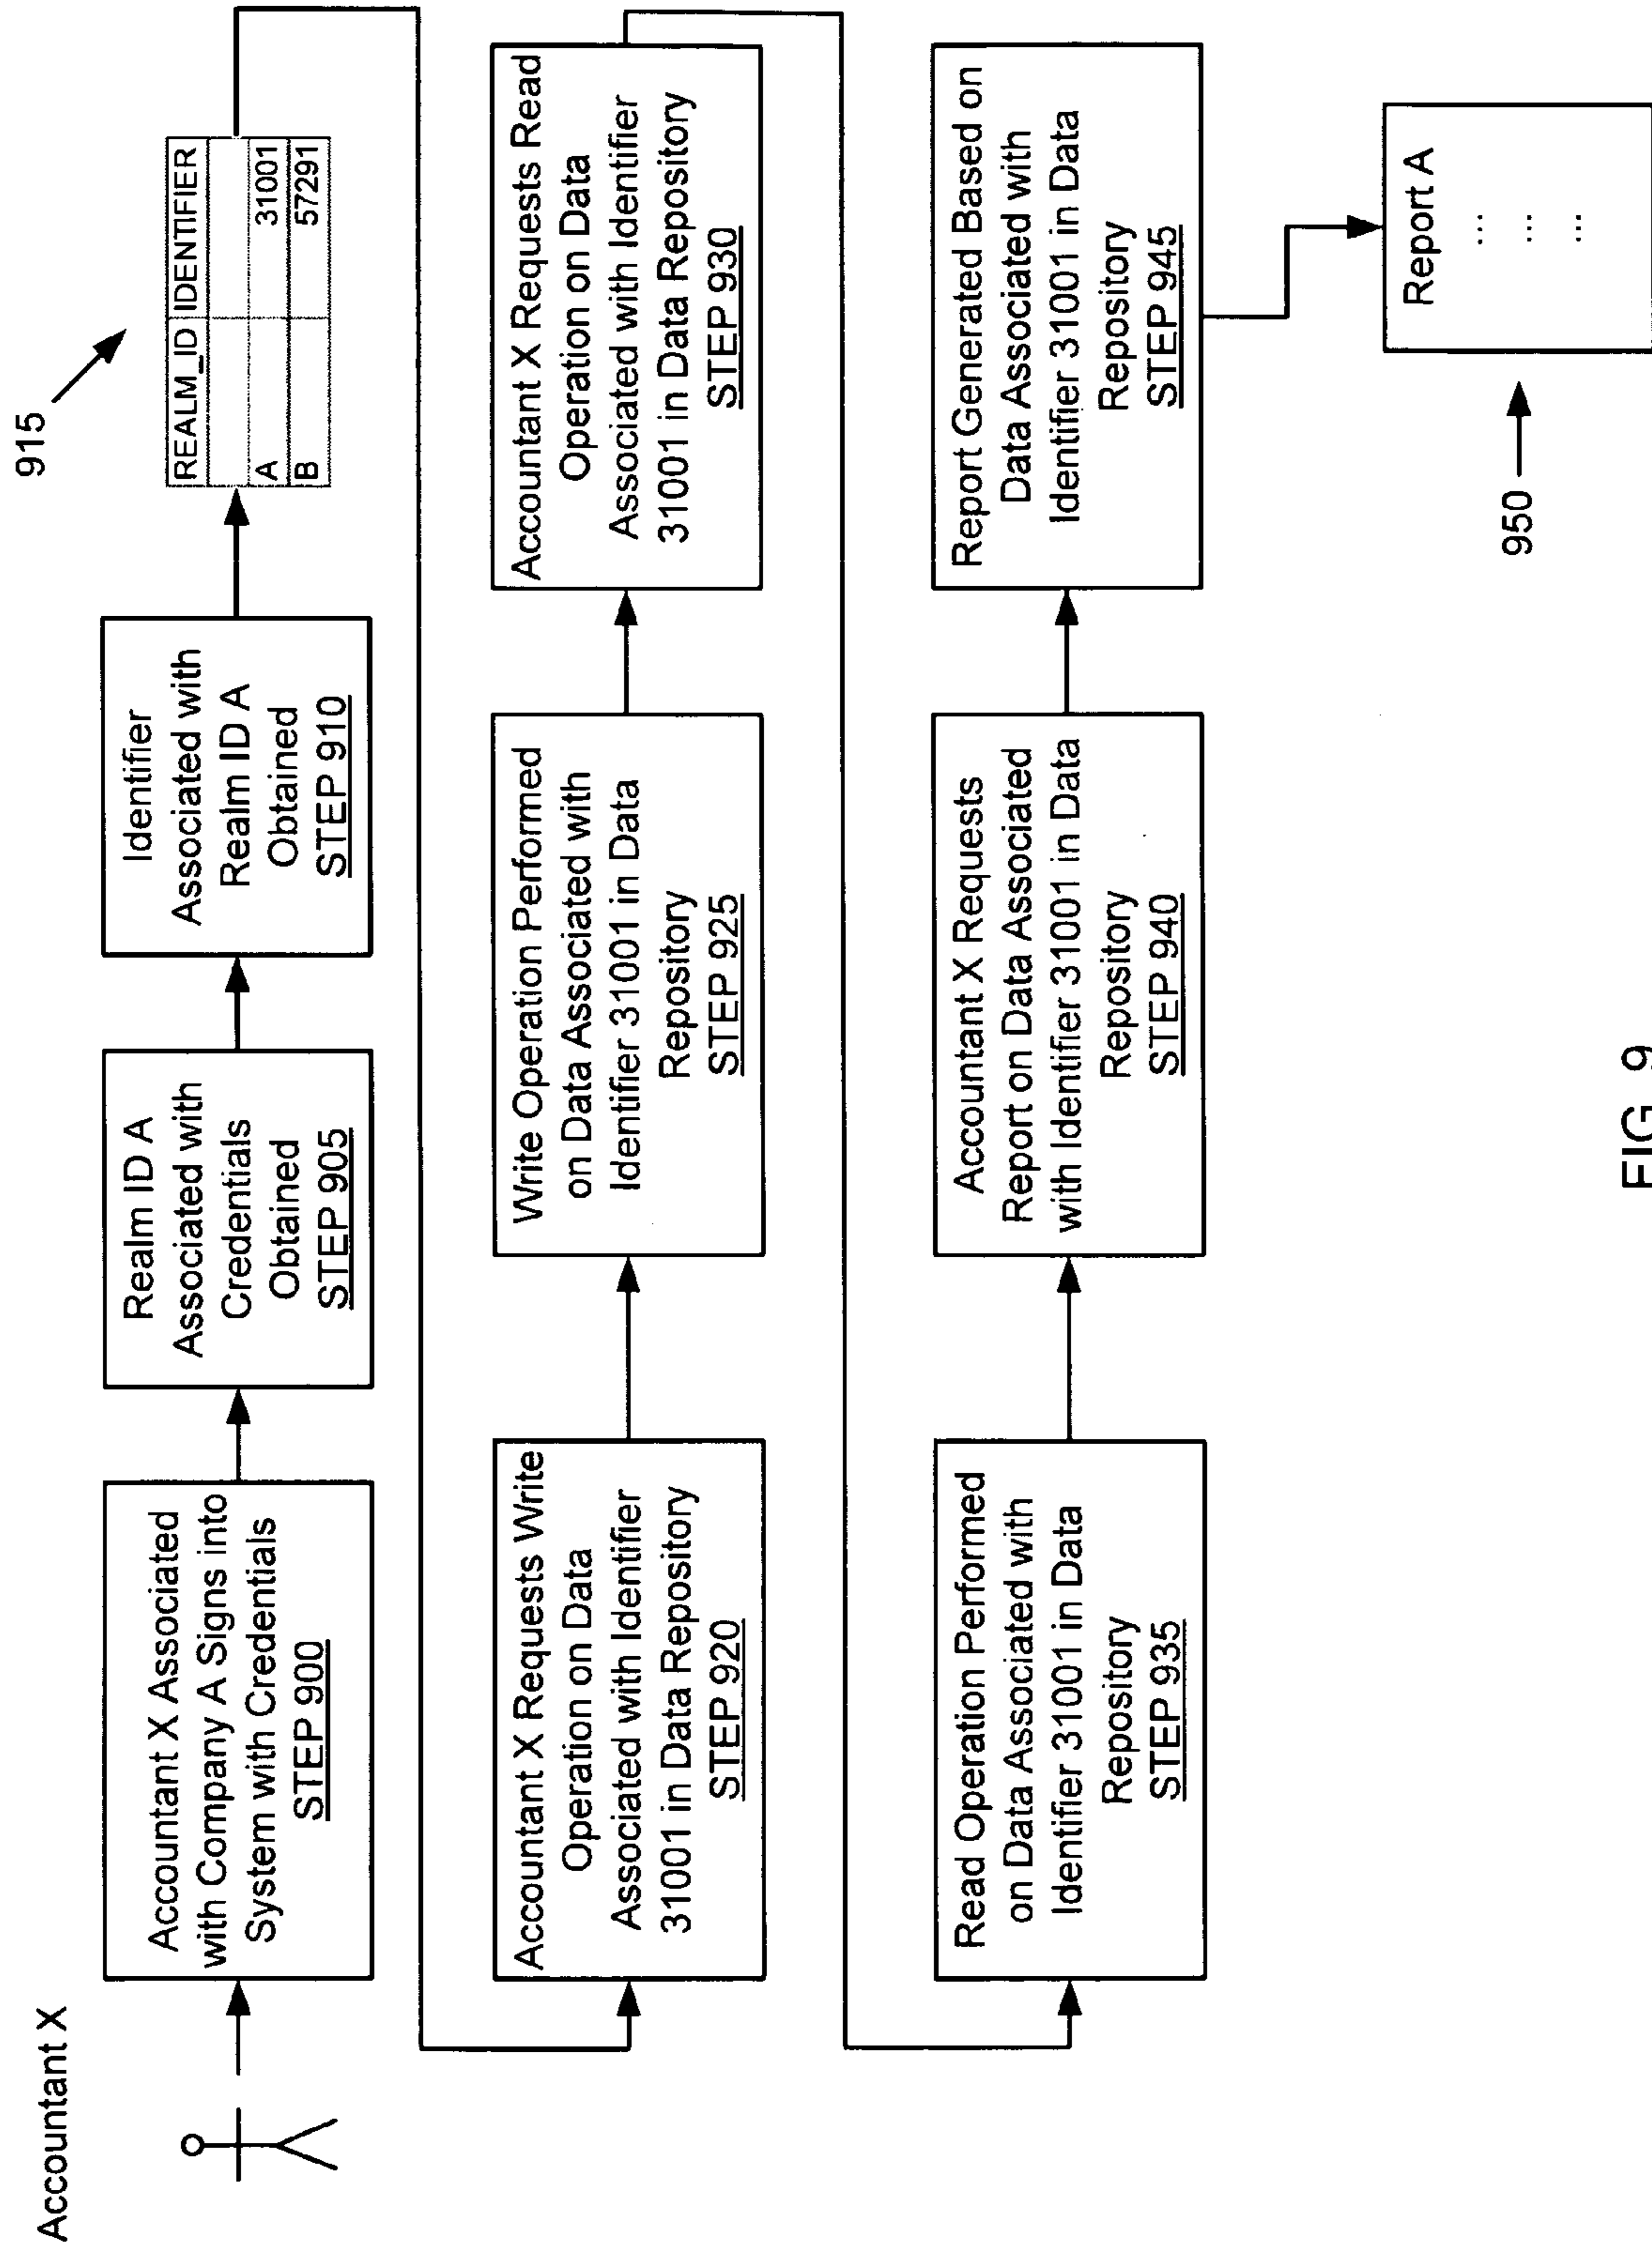 Accountant X
Accountant X Associated
with Company A Signs into
System with Credentials
STEP 900
Realm ID A
Associated with
Credentials
Obtained
STEP 905
Identifier
Associated with
Realm ID A
Obtained
STEP 910
915
REALM_ID IDENTIFIER
A 31001
B 57291
Accountant X Requests Write
Operation on Data
Associated with Identifier
31001 in Data Repository
STEP 920
Write Operation Performed
on Data Associated with
Identifier 31001 in Data
Repository
STEP 925
Accountant X Requests Read
Operation on Data
Associated with Identifier
31001 in Data Repository
STEP 930
Read Operation Performed
on Data Associated with
Identifier 31001 in Data
Repository
STEP 935
Accountant X Requests
Report on Data Associated
with Identifier 31001 in Data
Repository
STEP 940
Report Generated Based on
Data Associated with
Identifier 31001 in Data
Repository
STEP 945
950
Report A
...
...
...
FIG. 9